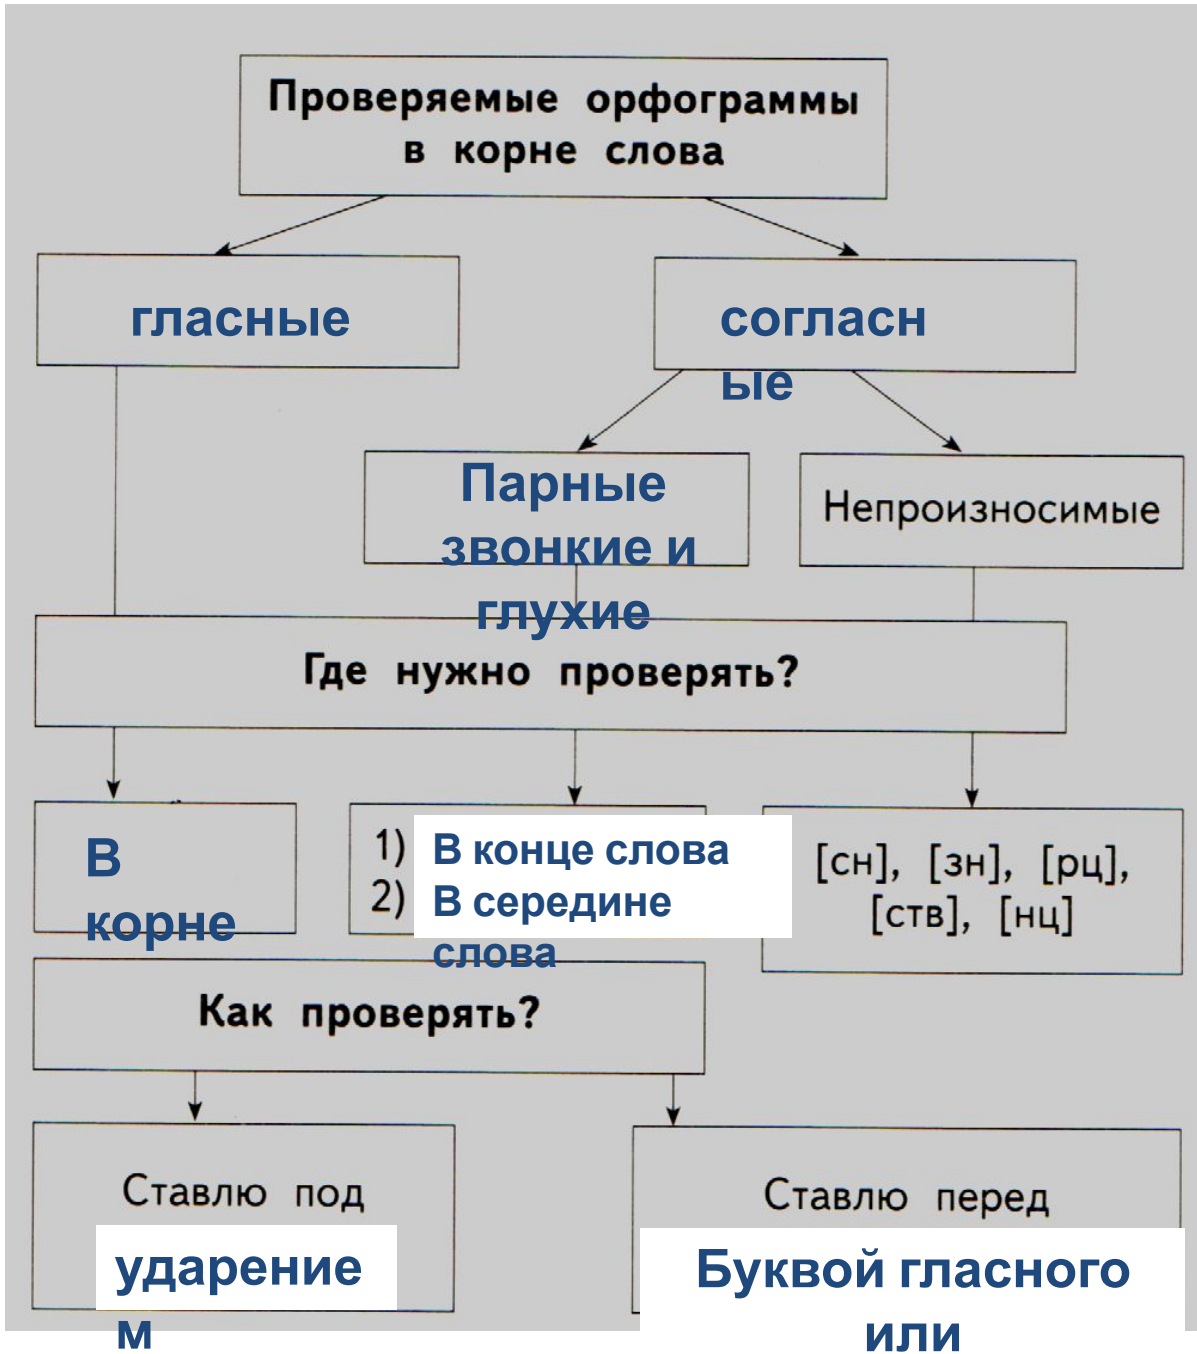 Проверяемые орфограммы
в корне слова
гласные
согласн
ые
Парные
звонкие и
глухие
Непроизносимые
Где нужно проверять?
В
корне
1) В конце слова
2) В середине
слова
[сн], [зн], [рц],
[ств], [нц]
Как проверять?
Ставлю под
ударение
м
Ставлю перед
Буквой гласного
или